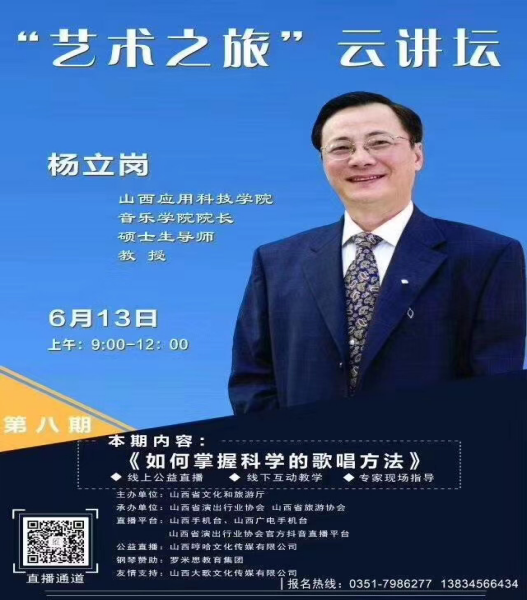 “艺术之旅”云讲坛
杨立岗
山西应用科技学院
音乐学院院长
硕士生导师
教 授
6月13日
上午：9:00-12：00
第八期
本期内容：
《如何掌握科学的歌唱方法》
◆ 线上公益直播 ◆ 线下互动教学 ◆ 专家现场指导
主办单位：山西省文化和旅游厅
承办单位：山西省演出行业协会 山西省旅游协会
直播平台：山西手机台、山西广电手机台
山西省演出行业协会官方抖音直播平台
公益直播：山西哼哈文化传媒有限公司
钢琴赞助：罗米思教育集团
友情支持：山西大歌文化传媒有限公司
直播通道
报名热线：0351-7986277 13834566434